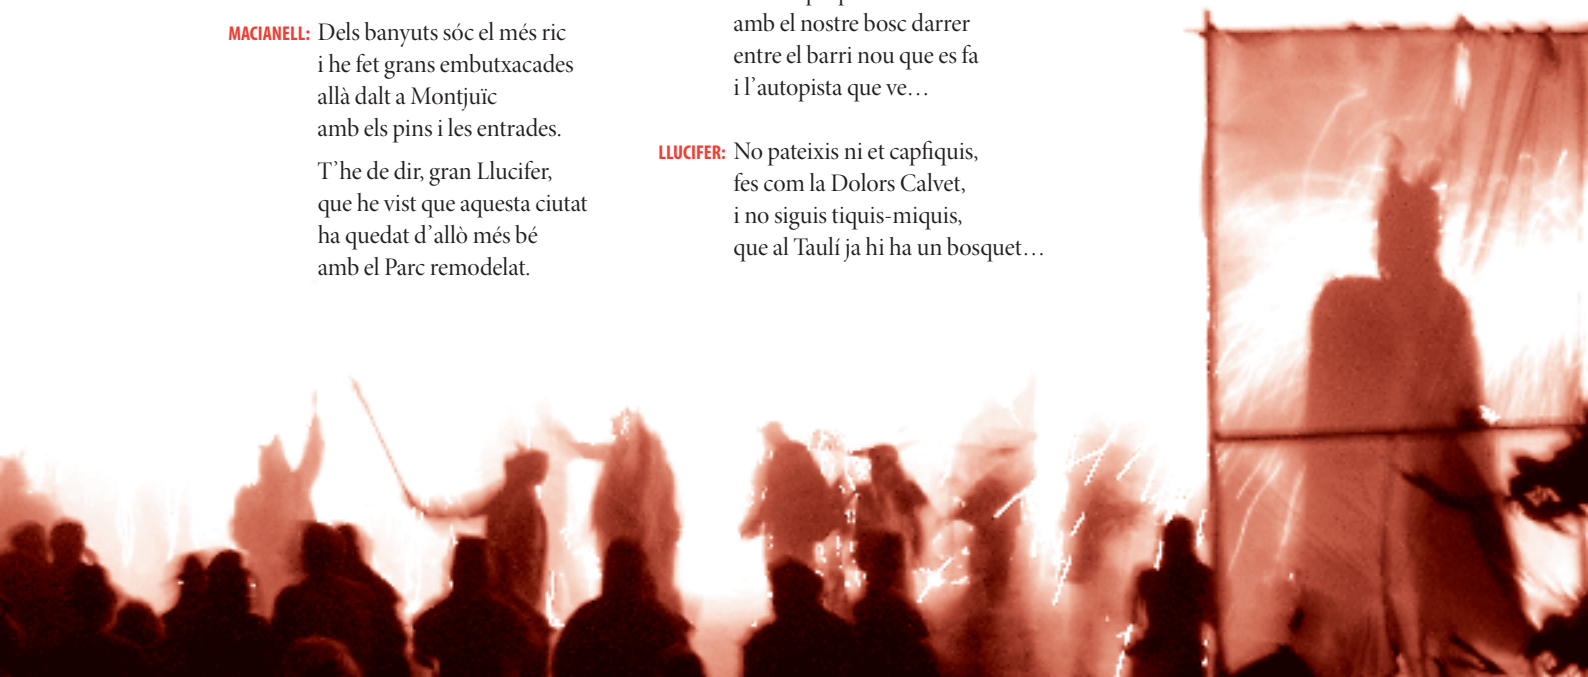 MACIANELL: Dels banyuts sóc el més ric
i he fet grans embutxacades
allà dalt a Montjuïc
amb els pins i les entrades.
T’he de dir, gran Llucifer,
que he vist que aquesta ciutat
ha quedat d’allò més bé
amb el Parc remodelat.
amb el nostre bosc darrer
entre el barri nou que es fa
i l’autopista que ve…
LLUCIFER: No pateixis ni et capfiquis,
fes com la Dolors Calvet,
i no siguis tiquis-miquis,
que al Taulí ja hi ha un bosquet…